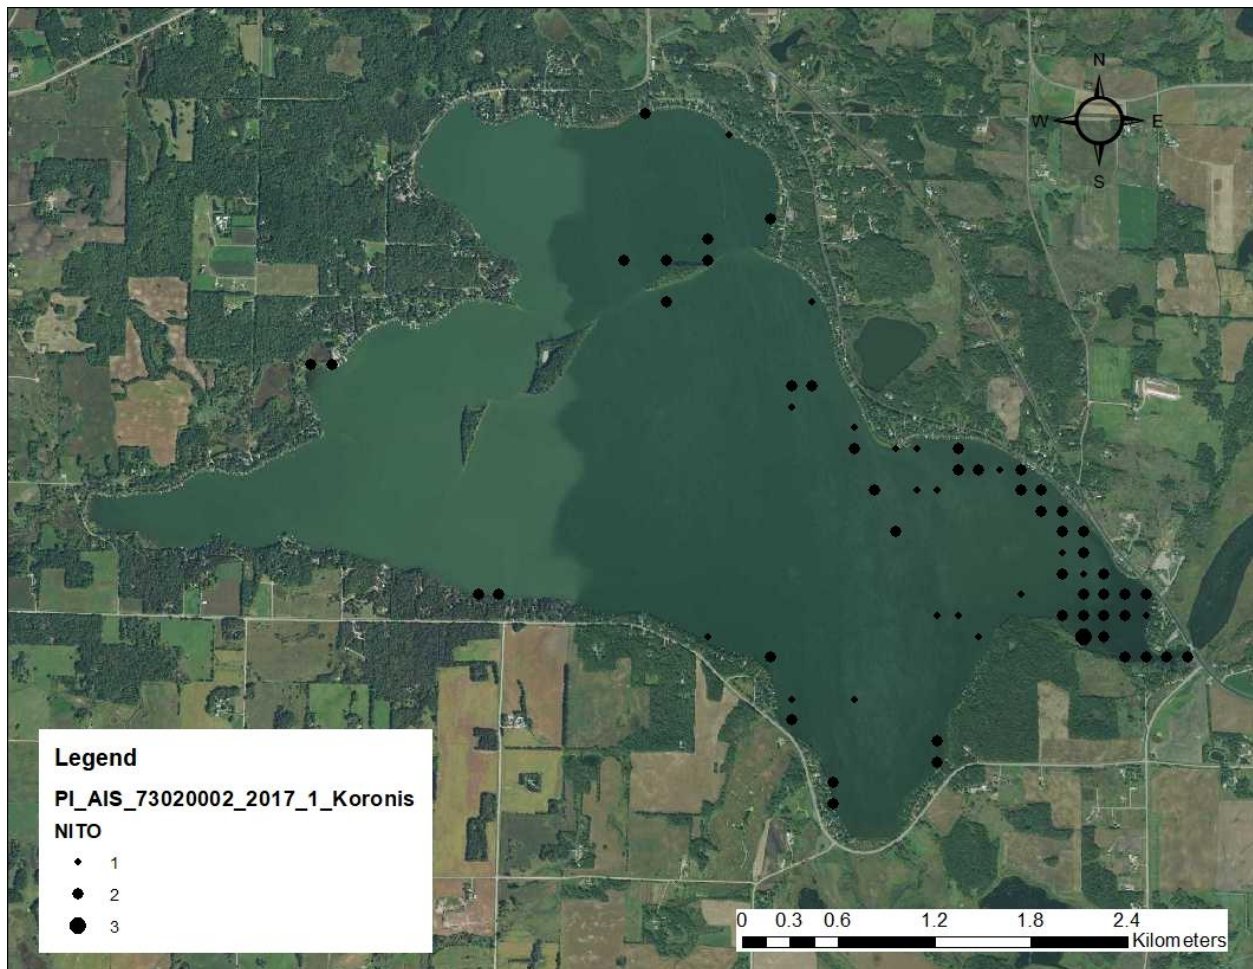 N
W E
S
Legend
PI_AIS_73020002_2017_1_Koronis
NITO
1
2
3
0 0.3 0.6 1.2 1.8 2.4
Kilometers